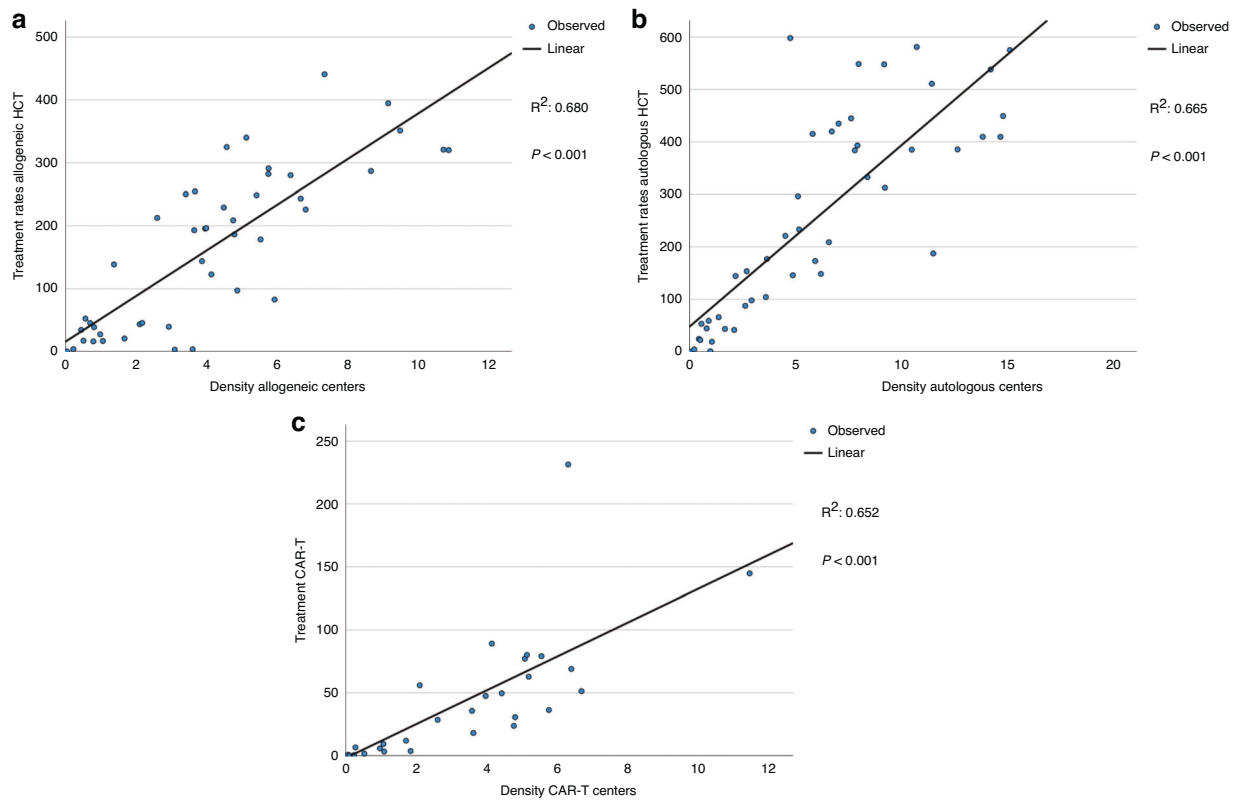 a
Observed
Linear
R2: 0.680
P < 0.001
Treatment rates allogeneic HCT
500
400
300
200
100
0
0 2 4 6 8 10 12
Density allogeneic centers
b
Observed
Linear
R2: 0.665
P < 0.001
Treatment rates autologous HCT
600
500
400
300
200
100
0
0 5 10 15 20
Density autologous centers
c
Observed
Linear
R2: 0.652
P < 0.001
Treatment CAR-T
250
200
150
100
50
0
0 2 4 6 8 10 12
Density CAR-T centers